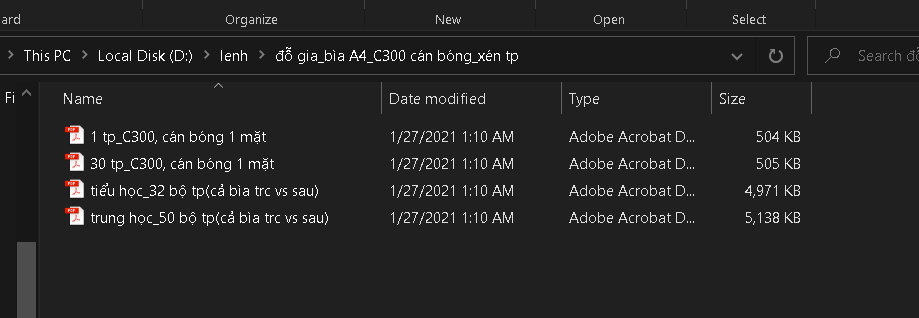 ard Organize New Open Select
This PC Local Disk (D:) lenh đỗ gia_bìa A4_C300 cán bóng_xén tp Search đỗ
Fi Name Date modified Type Size
1 tp_C300, cán bóng 1 mặt 1/27/2021 1:10 AM Adobe Acrobat D... 504 KB
30 tp_C300, cán bóng 1 mặt 1/27/2021 1:10 AM Adobe Acrobat D... 505 KB
tiểu học_32 bộ tp(cả bìa trc vs sau) 1/27/2021 1:10 AM Adobe Acrobat D... 4,971 KB
trung học_50 bộ tp(cả bìa trc vs sau) 1/27/2021 1:10 AM Adobe Acrobat D... 5,138 KB